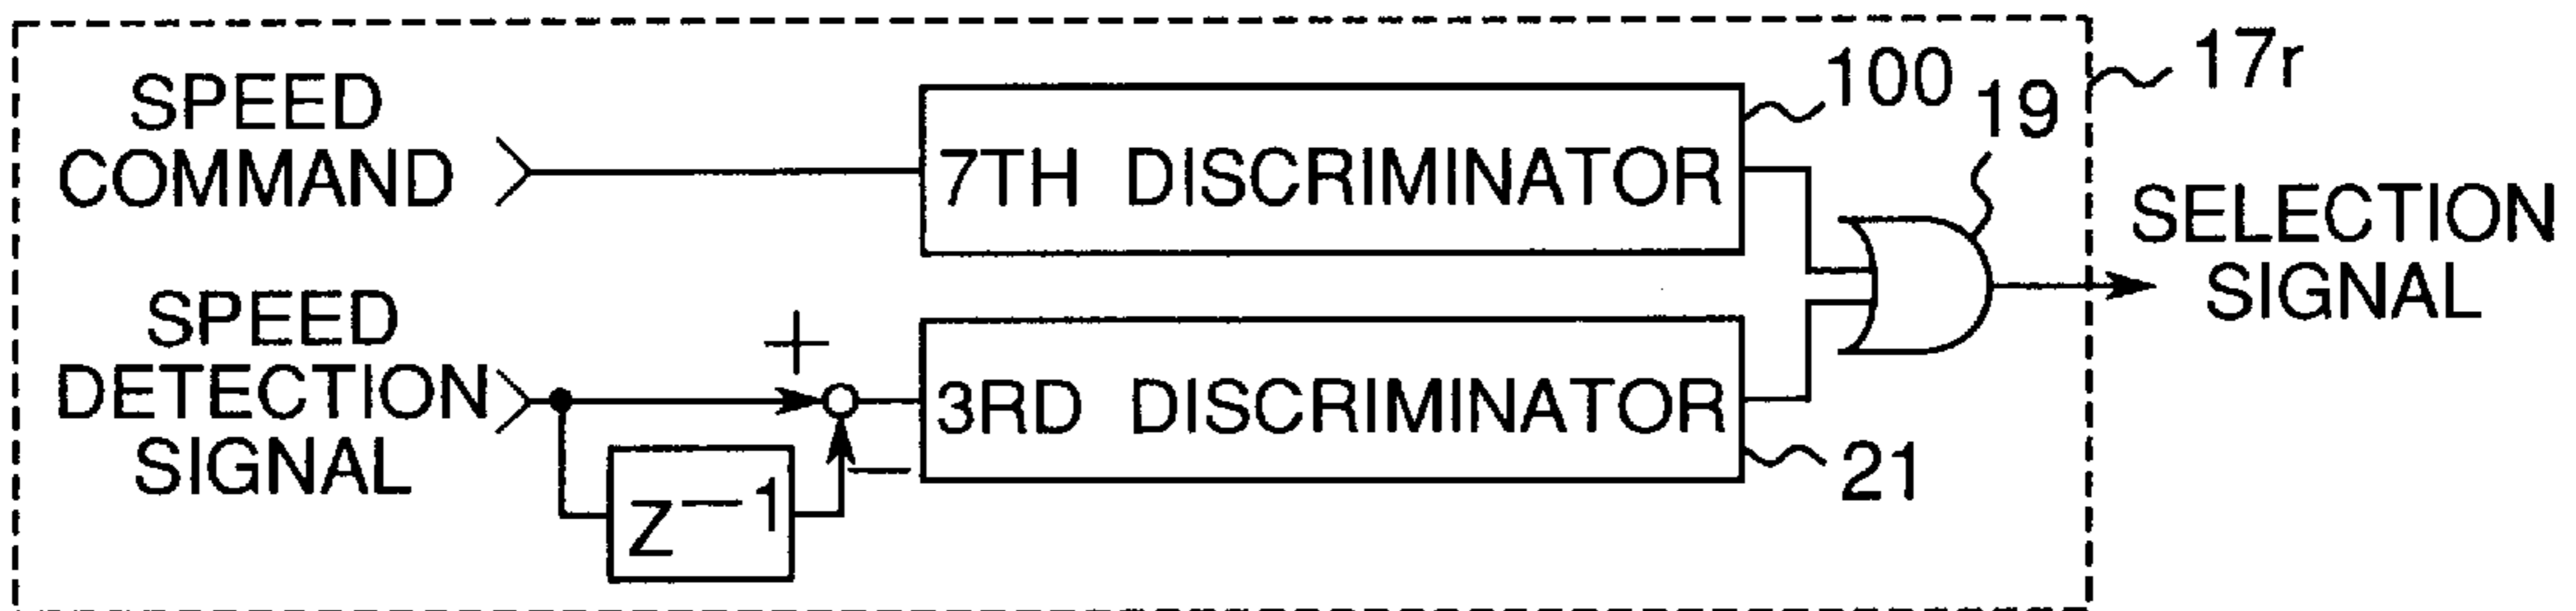 SPEED
COMMAND
7TH DISCRIMINATOR
100
19
17r
SELECTION
SIGNAL
SPEED
DETECTION
SIGNAL
+
−
Z⁻¹
3RD DISCRIMINATOR
21